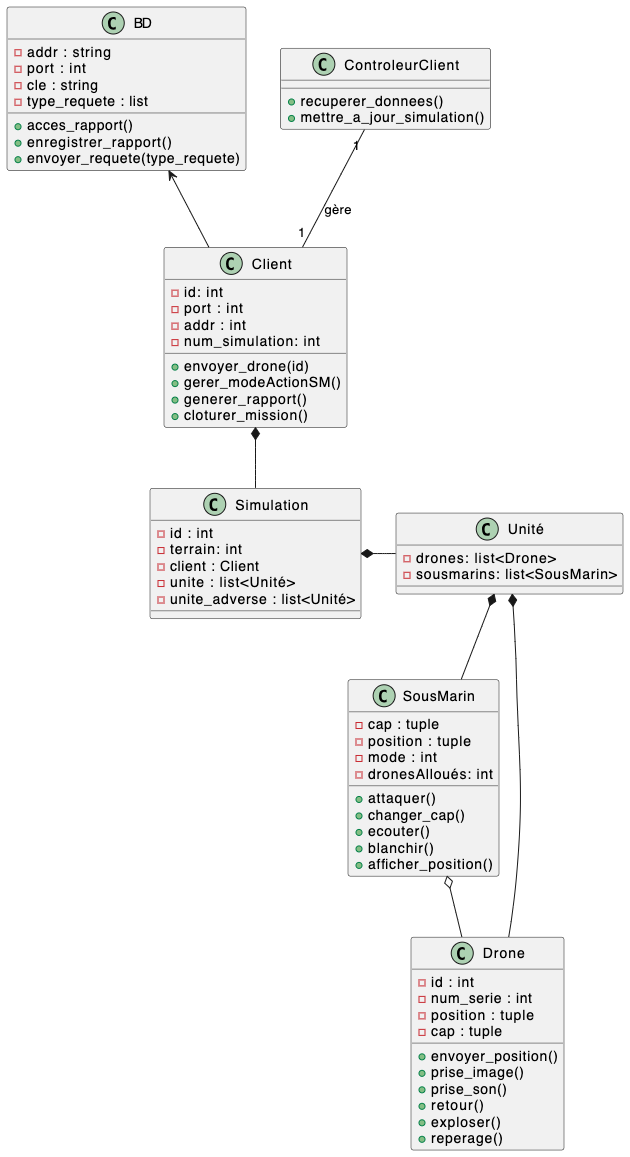 C BD
addr : string
port : int
cle : string
type_requete : list
acces_rapport()
enregistrer_rapport()
envoyer_requete(type_requete)
C ControleurClient
recuperer_donnees()
mettre_a_jour_simulation()
1
gère
1
C Client
id: int
port : int
addr : int
num_simulation: int
envoyer_drone(id)
gerer_modeActionSM()
generer_rapport()
cloturer_mission()
C Simulation
id : int
terrain: int
client : Client
unite : list<Unité>
unite_adverse : list<Unité>
C Unité
drones: list<Drone>
sousmarins: list<SousMarin>
C SousMarin
cap : tuple
position : tuple
mode : int
dronesAlloués: int
attaquer()
changer_cap()
ecouter()
blanchir()
afficher_position()
C Drone
id : int
num_serie : int
position : tuple
cap : tuple
envoyer_position()
prise_image()
prise_son()
retour()
exploser()
reperage()